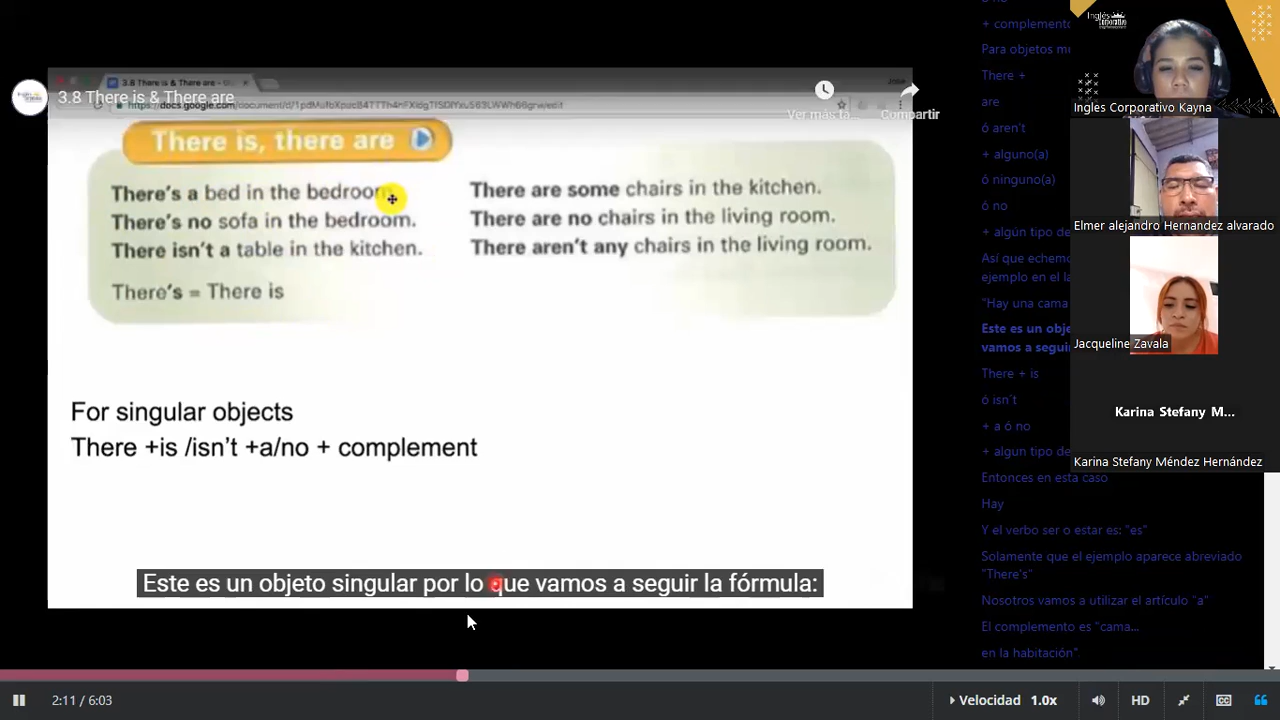 3.8 There is & There are
Ver más ta...
Compartir
There is, there are
There's a bed in the bedroom.
There's no sofa in the bedroom.
There isn't a table in the kitchen.
There's = There is
There are some chairs in the kitchen.
There are no chairs in the living room.
There aren't any chairs in the living room.
For singular objects
There +is /isn't +a/no + complement
Este es un objeto singular por lo que vamos a seguir la fórmula:
ó no
+ complemento
Para objetos mu
There +
are
ó aren't
+ alguno(a)
ó ninguno(a)
ó no
+ algún tipo de
Así que echemo
ejemplo en el la
"Hay una cama
Este es un obje
vamos a segui
There + is
ó isn´t
+ a ó no
+ algun tipo de
Entonces en esta caso
Hay
Y el verbo ser o estar es: "es"
Solamente que el ejemplo aparece abreviado
"There's"
Nosotros vamos a utilizar el artículo "a"
El complemento es "cama...
en la habitación".
Inglés
Corporativo
Ingles Corporativo Kayna
Elmer alejandro Hernandez alvarado
Jacqueline Zavala
Karina Stefany M...
Karina Stefany Méndez Hernández
2:11 / 6:03
Velocidad 1.0x
HD